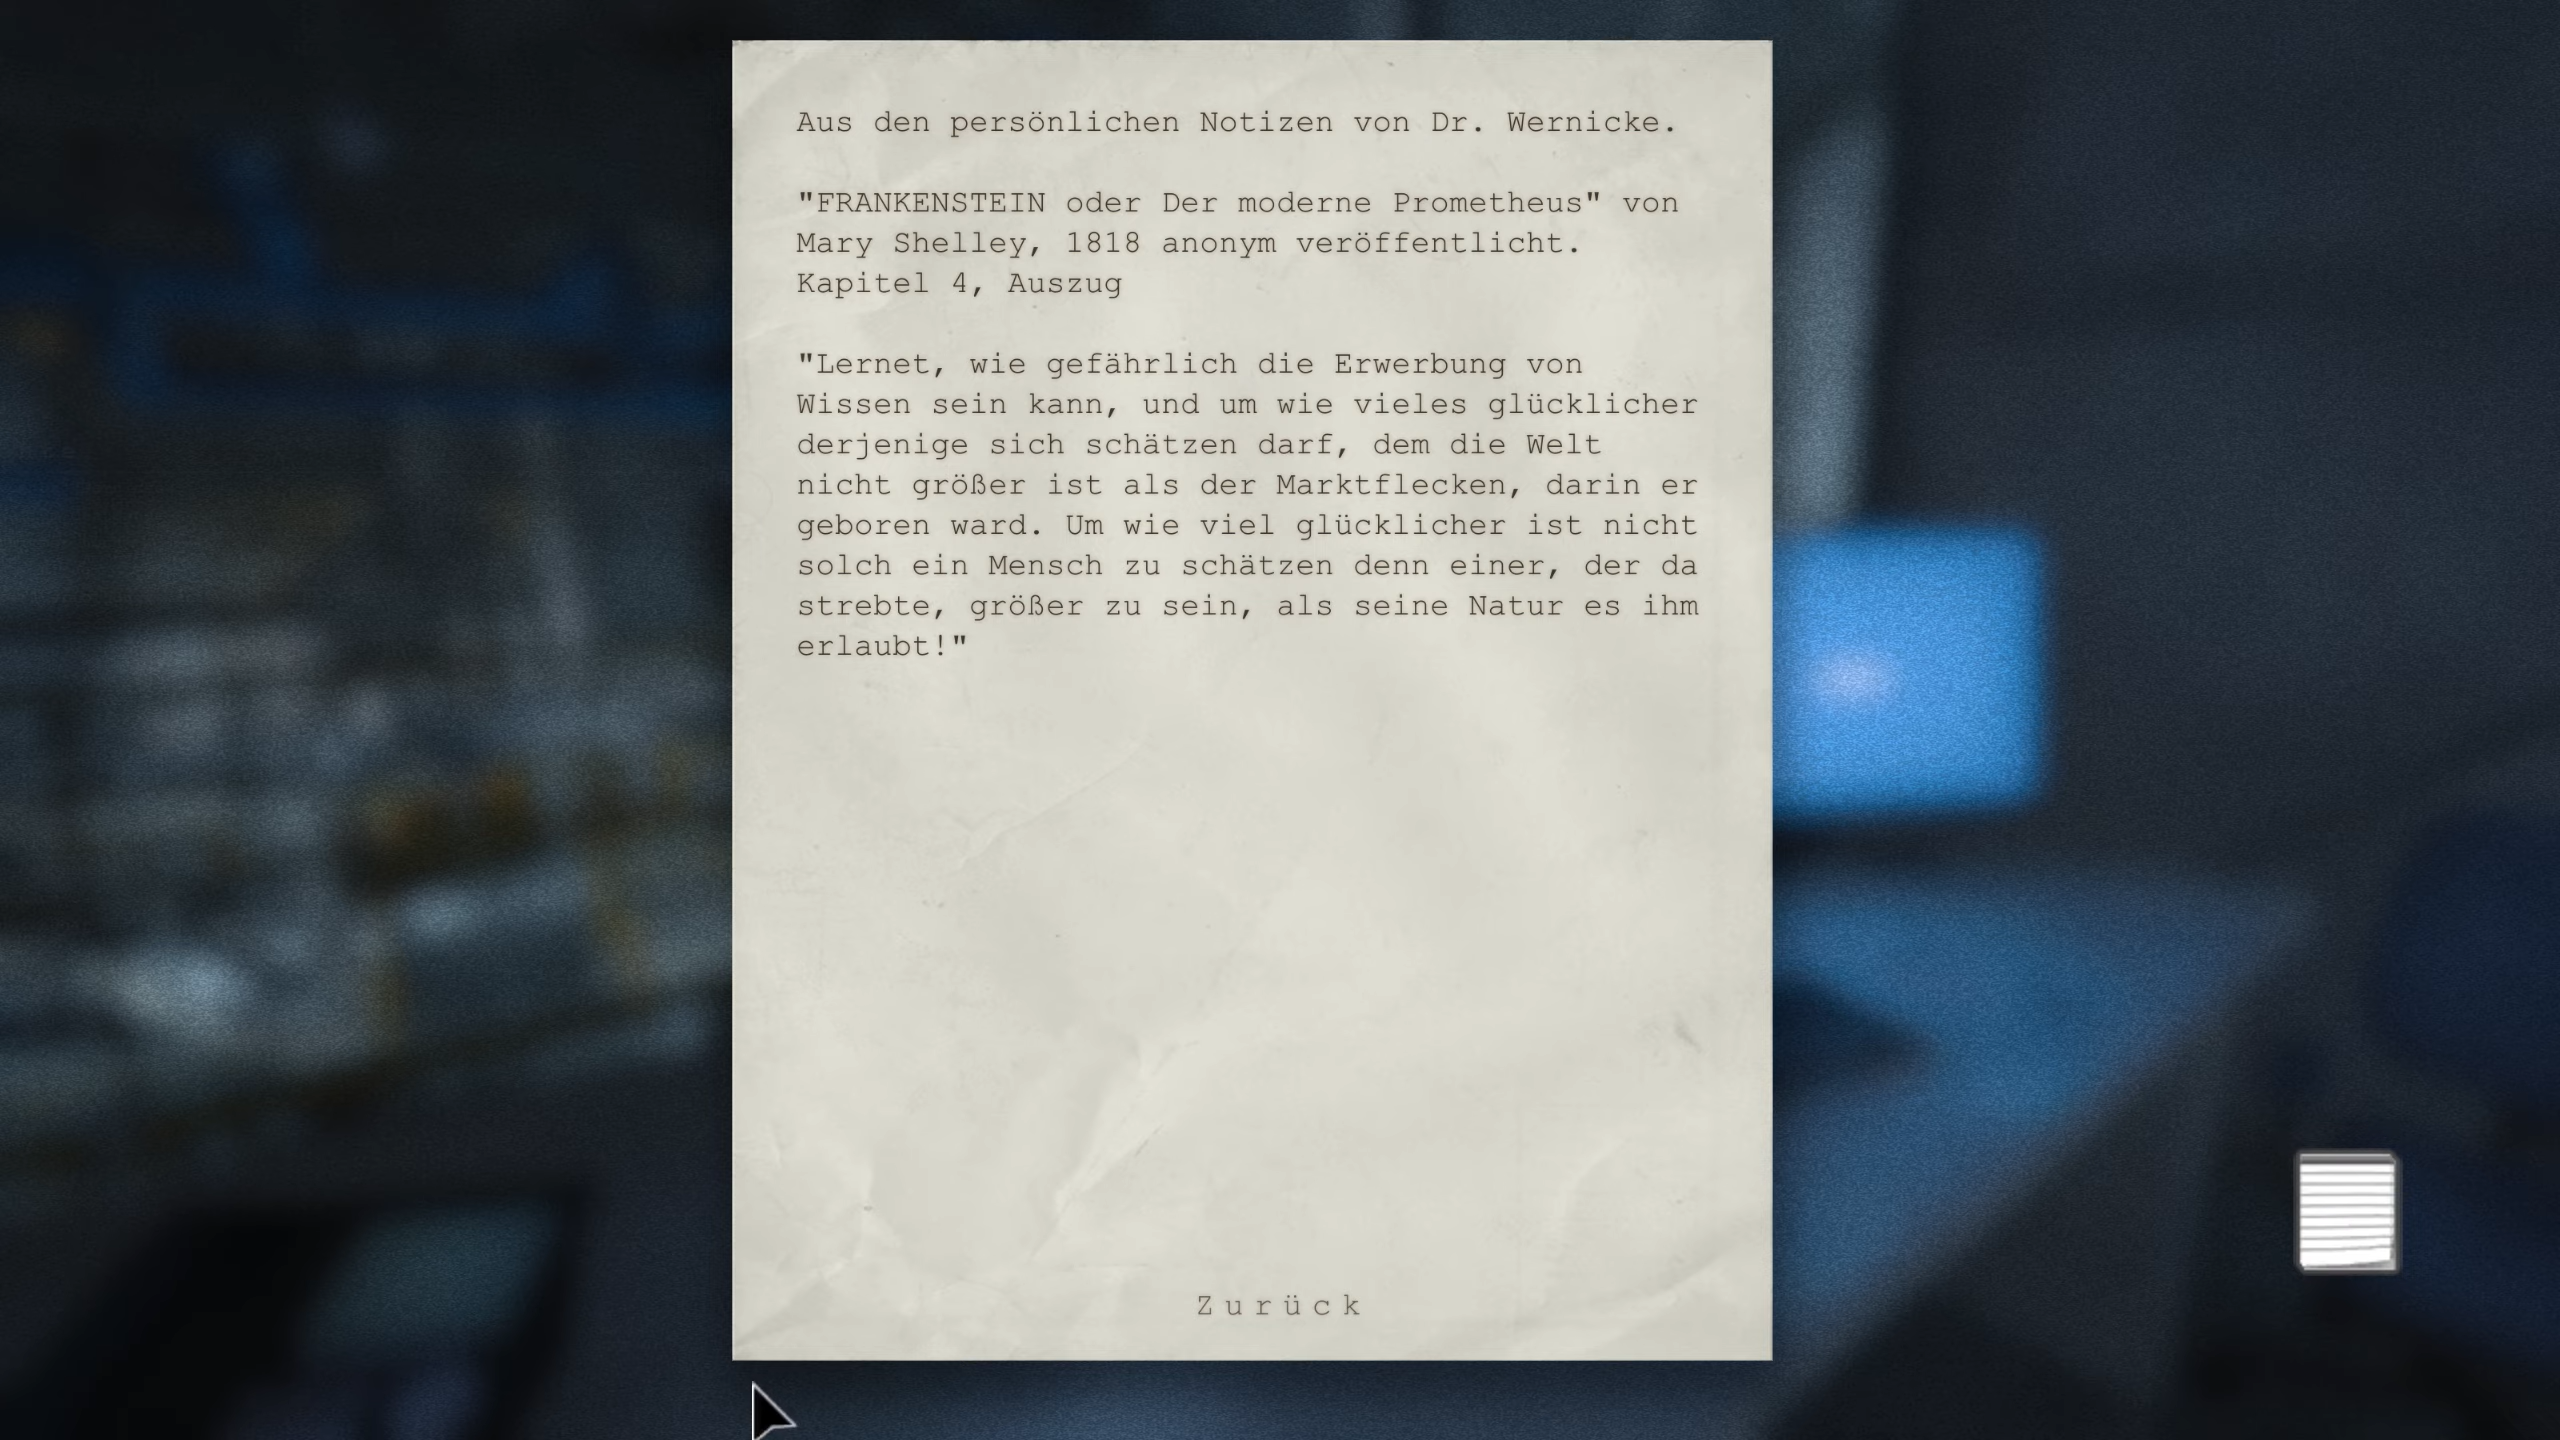 Aus den persönlichen Notizen von Dr. Wernicke.
"FRANKENSTEIN oder Der moderne Prometheus" von
Mary Shelley, 1818 anonym veröffentlicht.
Kapitel 4, Auszug
"Lernet, wie gefährlich die Erwerbung von
Wissen sein kann, und um wie vieles glücklicher
derjenige sich schätzen darf, dem die Welt
nicht größer ist als der Marktflecken, darin er
geboren ward. Um wie viel glücklicher ist nicht
solch ein Mensch zu schätzen denn einer, der da
strebte, größer zu sein, als seine Natur es ihm
erlaubt!"
Zurück